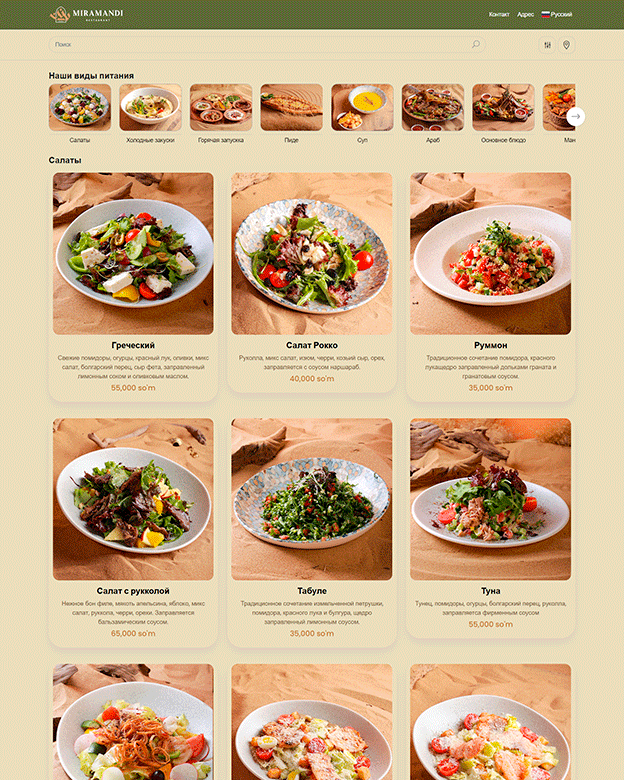 MIRAMANDI
RESTAURANT
Контакт Адрес Русский
Поиск
Наши виды питания
Салаты Холодные закуски Горячая запуска Пиде Суп Араб Основное блюдо Ман
Салаты
Греческий
Свежие помидоры, огурцы, красный лук, оливки, микс
салат, болгарский перец, сыр фета, заправленный
лимонным соком и оливковым маслом.
55,000 so'm
Салат Рокко
Руколла, микс салат, изюм, черри, козьий сыр, орех,
заправляется с соусом наршараб.
40,000 so'm
Руммон
Традиционное сочетание помидора, красного
лукащедро заправленный дольками граната и
гранатовым соусом.
35,000 so'm
Салат с рукколой
Нежное бон филе, мякоть апельсина, яблоко, микс
салат, руккола, черри, орехи. Заправляется
бальзамическим соусом.
65,000 so'm
Табуле
Традиционное сочетание измельченной петрушки,
помидора, красного лука и булгура, щедро
заправленный лимонным соусом.
35,000 so'm
Туна
Тунец, помидоры, огурцы, болгарский перец, руколла,
заправляется фирменным соусом
55,000 so'm